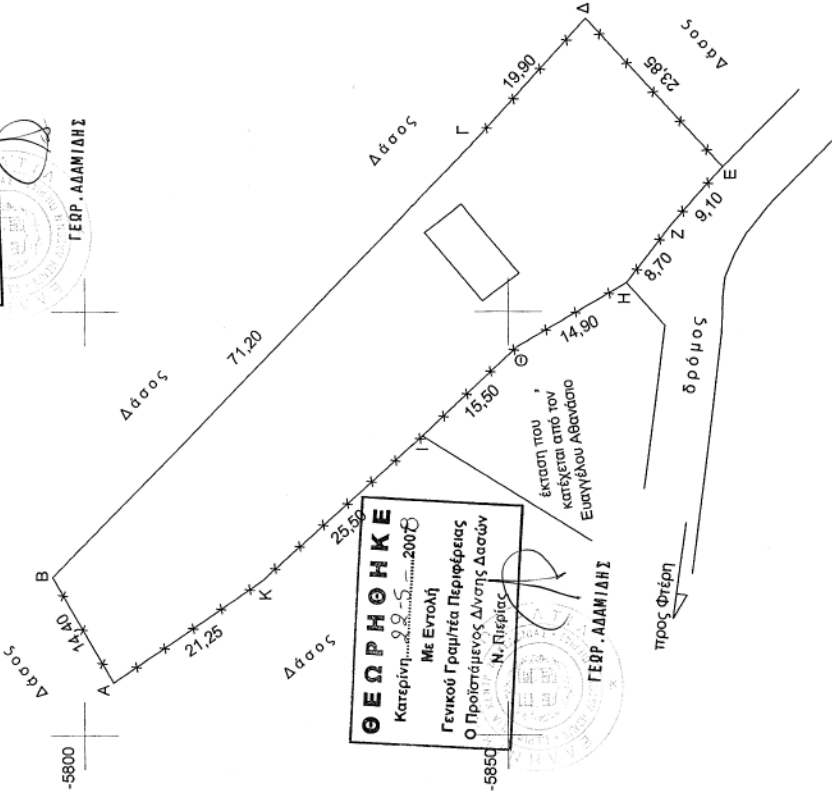 ΓΕΩΡ. ΑΔΑΜΙΔΗΣ
Δάσος
Β
14,40
Α
Δάσος
71,20
Δάσος
Γ
19,90
Δ
Δάσος
23,85
Ε
9,10
Ζ
8,70
Η
14,90
Θ
15,50
Ι
25,50
Κ
21,25
Δάσος
έκταση που
κατέχεται από τον
Ευαγγέλου Αθανάσιο
δρόμος
προς Φτέρη
-5800
-5850
ΘΕΩΡΗΘΗΚΕ
Κατερίνη 22-5-2008
Με Εντολή
Γενικού Γραμ/τέα Περιφέρειας
Ο Προϊστάμενος Δ/νσης Δασών
Ν. Πιερίας
ΓΕΩΡ. ΑΔΑΜΙΔΗΣ